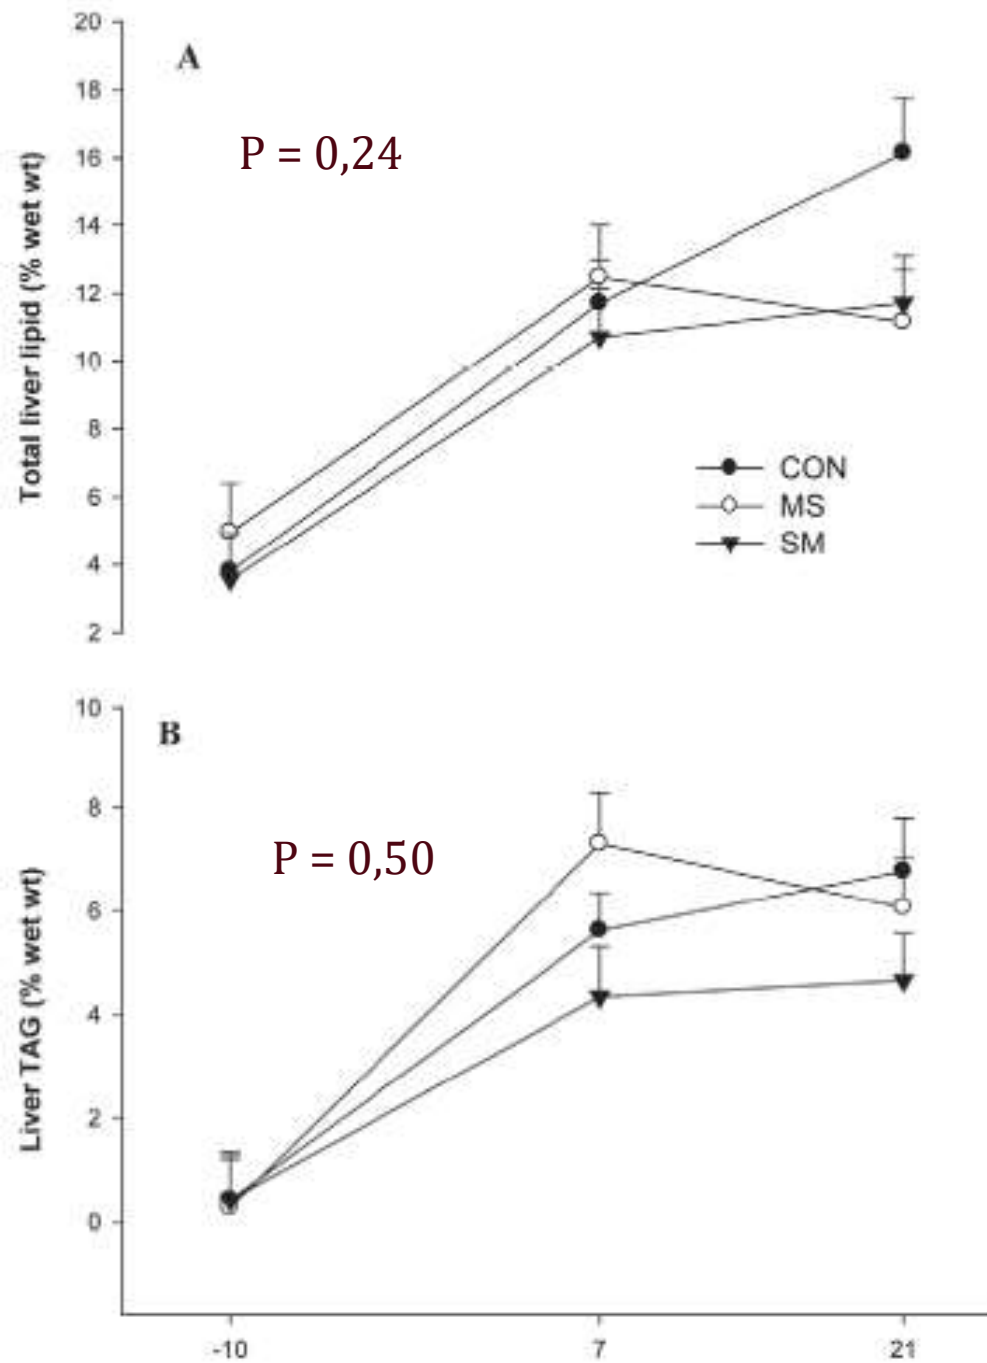 20
A
18
P = 0,24
16
14
12
10
8
6
4
2
Total liver lipid (% wet wt)
CON
MS
SM
10
B
8
P = 0,50
6
4
2
0
Liver TAG (% wet wt)
-10 7 21